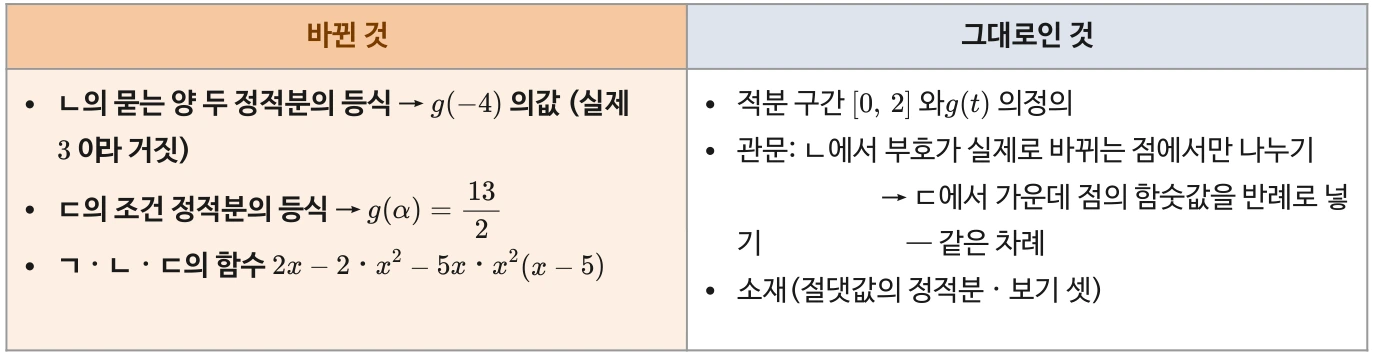 바뀐 것
• ㄴ의 묻는 양 두 정적분의 등식 → g(−4) 의값 (실제
3 이라 거짓)
• ㄷ의 조건 정적분의 등식 → g(α) = 13/2
• ㄱ · ㄴ · ㄷ의 함수 2x − 2 · x² − 5x · x²(x − 5)
그대로인 것
• 적분 구간 [0, 2] 와g(t) 의정의
• 관문: ㄴ에서 부호가 실제로 바뀌는 점에서만 나누기
→ ㄷ에서 가운데 점의 함숫값을 반례로 넣
기 — 같은 차례
• 소재(절댓값의 정적분 · 보기 셋)